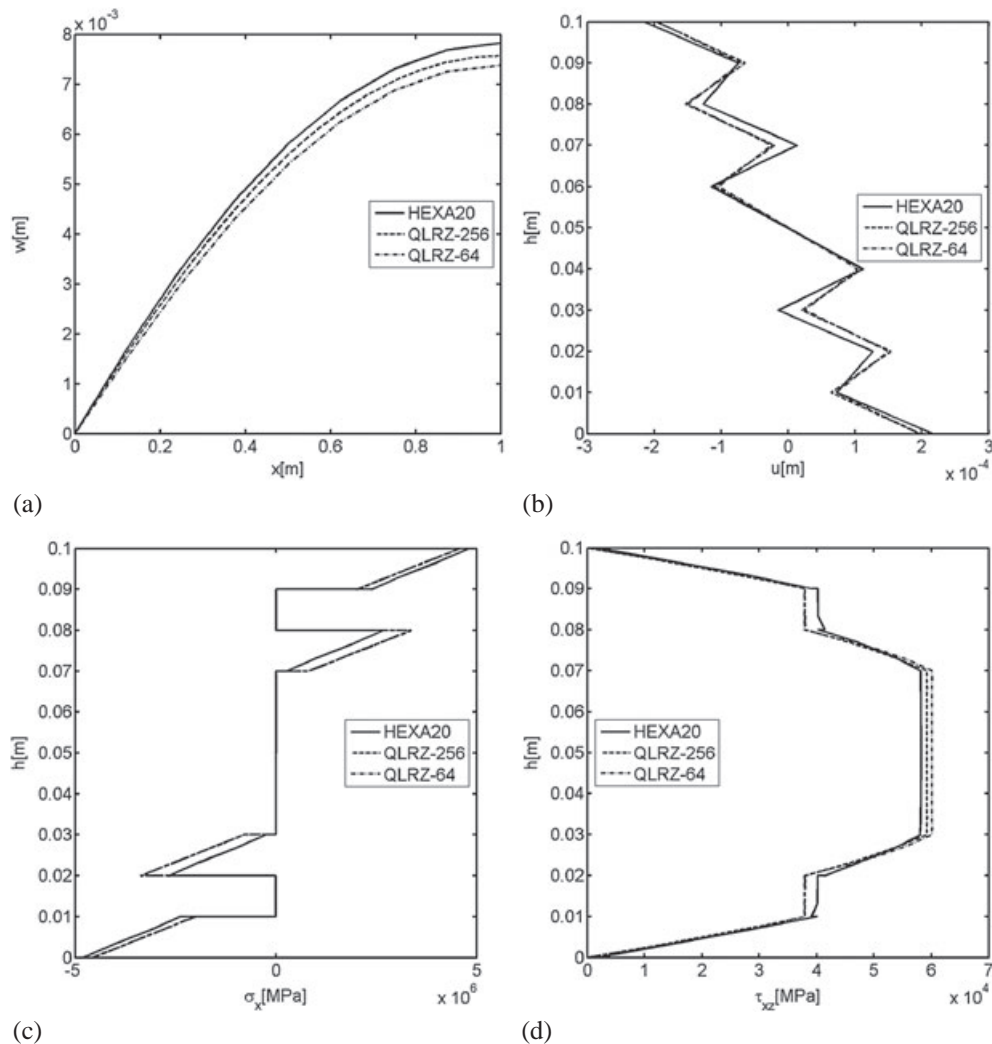 x 10⁻³
8
7
6
5
4
3
2
1
0
0
0.2
0.4
0.6
0.8
1
w[m]
x[m]
HEXA20
QLRZ-256
QLRZ-64
(a)
0.1
0.09
0.08
0.07
0.06
0.05
0.04
0.03
0.02
0.01
0
-3
-2
-1
0
1
2
3
h[m]
u[m]
x 10⁻⁴
HEXA20
QLRZ-256
QLRZ-64
(b)
0.1
0.09
0.08
0.07
0.06
0.05
0.04
0.03
0.02
0.01
0
-5
0
5
h[m]
σx[MPa]
x 10⁶
HEXA20
QLRZ-256
QLRZ-64
(c)
0.1
0.09
0.08
0.07
0.06
0.05
0.04
0.03
0.02
0.01
0
0
1
2
3
4
5
6
7
h[m]
τxz[MPa]
x 10⁴
HEXA20
QLRZ-256
QLRZ-64
(d)